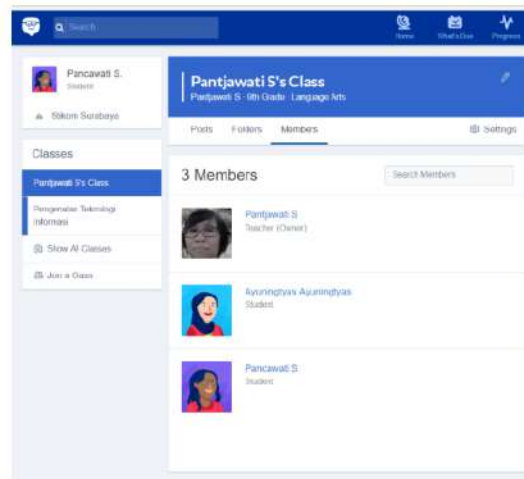 Search
Home
What's Due
Progress
Pancawati S.
Student
Stikom Surabaya
Classes
Pantjawati S's Class
Pengenalan Teknologi
Informasi
Show All Classes
Join a Class
Pantjawati S's Class
Pantjawati S · 9th Grade · Language Arts
Posts
Folders
Members
Settings
3 Members
Search Members
Pantjawati S
Teacher (Owner)
Ayuningtyas Ayuningtyas
Student
Pancawati S
Student